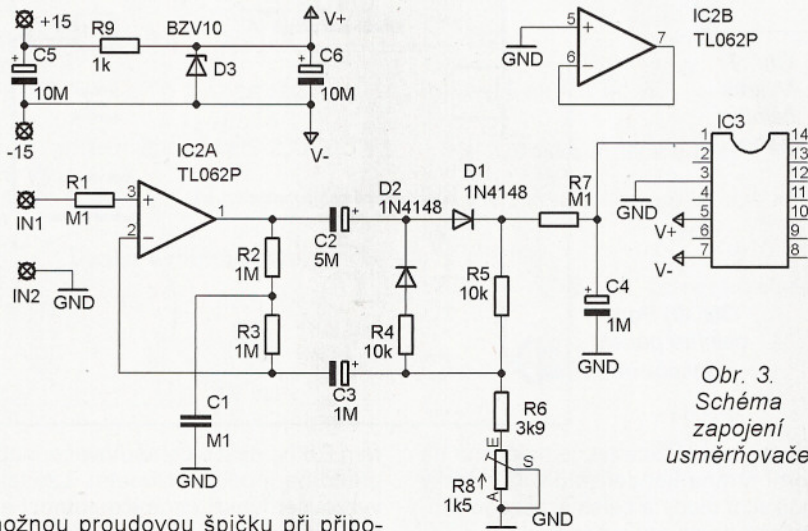 +15
R9
1k
BZV10
D3
V+
C5
+
10M
C6
+
10M
-15
V-
IC2B
TL062P
5
+
6
−
7
GND
IC3
1
2
3
4
5
6
7
14
13
12
11
10
9
8
GND
V+
V-
IC2A
TL062P
IN1
R1
M1
3
+
2
−
1
IN2
GND
R2
1M
R3
1M
C1
M1
GND
C2
5M
+
C3
1M
+
D2
1N4148
D1
1N4148
R4
10k
R5
10k
R7
M1
C4
+
1M
GND
R6
3k9
E
S
A
R8
1k5
GND
Obr. 3.
Schéma
zapojení
usměrňovače
nožnou proudovou špičku při připo-